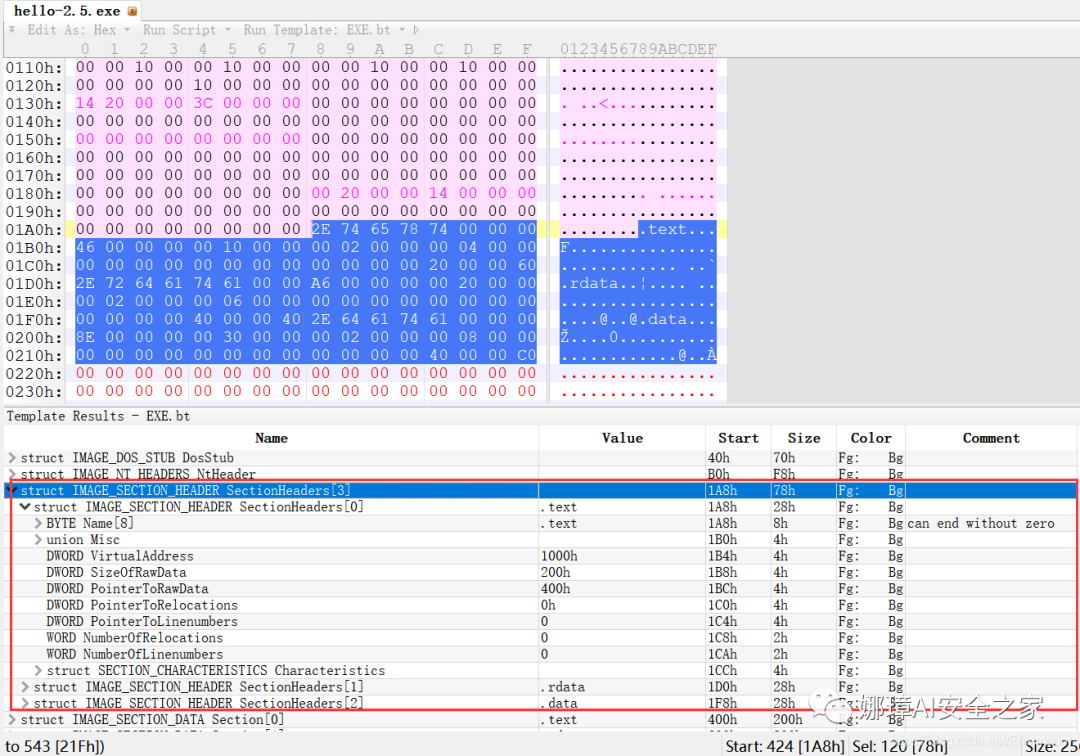 hello-2.5.exe
Edit As: Hex Run Script Run Template: EXE.bt
0 1 2 3 4 5 6 7 8 9 A B C D E F 0123456789ABCDEF
0110h: 00 00 10 00 00 10 00 00 00 00 10 00 00 10 00 00 ................
0120h: 00 00 00 00 10 00 00 00 00 00 00 00 00 00 00 00 ................
0130h: 14 20 00 00 3C 00 00 00 00 00 00 00 00 00 00 00 . ..<...........
0140h: 00 00 00 00 00 00 00 00 00 00 00 00 00 00 00 00 ................
0150h: 00 00 00 00 00 00 00 00 00 00 00 00 00 00 00 00 ................
0160h: 00 00 00 00 00 00 00 00 00 00 00 00 00 00 00 00 ................
0170h: 00 00 00 00 00 00 00 00 00 00 00 00 00 00 00 00 ................
0180h: 00 00 00 00 00 00 00 00 00 20 00 00 14 00 00 00 ......... ......
0190h: 00 00 00 00 00 00 00 00 00 00 00 00 00 00 00 00 ................
01A0h: 00 00 00 00 00 00 00 00 2E 74 65 78 74 00 00 00 .........text...
01B0h: 46 00 00 00 00 10 00 00 00 02 00 00 00 04 00 00 F...............
01C0h: 00 00 00 00 00 00 00 00 00 00 00 00 20 00 00 60 ............ ..`
01D0h: 2E 72 64 61 74 61 00 00 A6 00 00 00 00 20 00 00 .rdata..¦.... ..
01E0h: 00 02 00 00 00 06 00 00 00 00 00 00 00 00 00 00 ................
01F0h: 00 00 00 00 40 00 00 40 2E 64 61 74 61 00 00 00 ....@..@.data...
0200h: 8E 00 00 00 00 30 00 00 00 02 00 00 00 08 00 00 Ž....0..........
0210h: 00 00 00 00 00 00 00 00 00 00 00 00 40 00 00 C0 ............@..À
0220h: 00 00 00 00 00 00 00 00 00 00 00 00 00 00 00 00 ................
0230h: 00 00 00 00 00 00 00 00 00 00 00 00 00 00 00 00 ................
Template Results - EXE.bt
Name Value Start Size Color Comment
struct IMAGE_DOS_STUB DosStub 40h 70h Fg: Bg
struct IMAGE_NT_HEADERS NtHeader B0h F8h Fg: Bg
struct IMAGE_SECTION_HEADER SectionHeaders[3] 1A8h 78h Fg: Bg
struct IMAGE_SECTION_HEADER SectionHeaders[0] .text 1A8h 28h Fg: Bg
BYTE Name[8] .text 1A8h 8h Fg: Bg can end without zero
union Misc 1B0h 4h Fg: Bg
DWORD VirtualAddress 1000h 1B4h 4h Fg: Bg
DWORD SizeOfRawData 200h 1B8h 4h Fg: Bg
DWORD PointerToRawData 400h 1BCh 4h Fg: Bg
DWORD PointerToRelocations 0h 1C0h 4h Fg: Bg
DWORD PointerToLinenumbers 0 1C4h 4h Fg: Bg
WORD NumberOfRelocations 0 1C8h 2h Fg: Bg
WORD NumberOfLinenumbers 0 1CAh 2h Fg: Bg
struct SECTION_CHARACTERISTICS Characteristics 1CCh 4h Fg: Bg
struct IMAGE_SECTION_HEADER SectionHeaders[1] .rdata 1D0h 28h Fg: Bg
struct IMAGE_SECTION_HEADER SectionHeaders[2] .data 1F8h 28h Fg: Bg
struct IMAGE_SECTION_DATA Section[0] .text 400h 200h Fg: Bg
娜璋AI安全之家
to 543 [21Fh]) Start: 424 [1A8h] Sel: 120 [78h] Size: 25